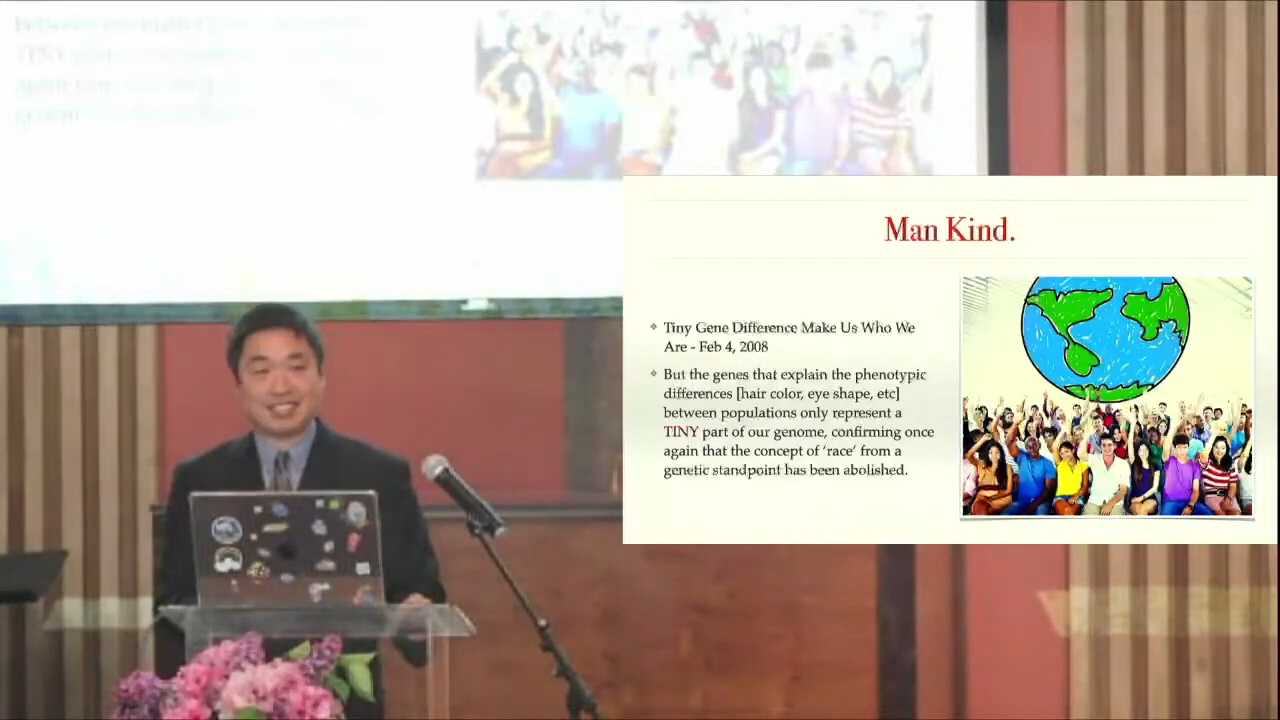 Man Kind.
Tiny Gene Difference Make Us Who We
Are - Feb 4, 2008
But the genes that explain the phenotypic
differences [hair color, eye shape, etc]
between populations only represent a
TINY part of our genome, confirming once
again that the concept of ‘race’ from a
genetic standpoint has been abolished.